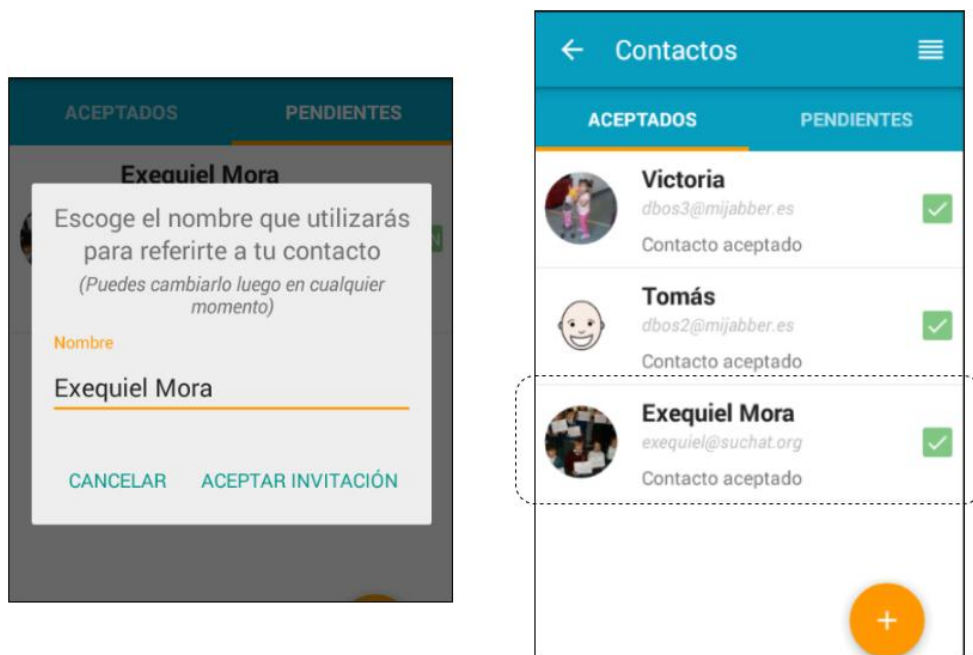 ACEPTADOS PENDIENTES
Exequiel Mora
Escoge el nombre que utilizarás
para referirte a tu contacto
(Puedes cambiarlo luego en cualquier
momento)
Nombre
Exequiel Mora
CANCELAR ACEPTAR INVITACIÓN
Contactos
ACEPTADOS PENDIENTES
Victoria
dbos3@mijabber.es
Contacto aceptado
Tomás
dbos2@mijabber.es
Contacto aceptado
Exequiel Mora
exequiel@suchat.org
Contacto aceptado